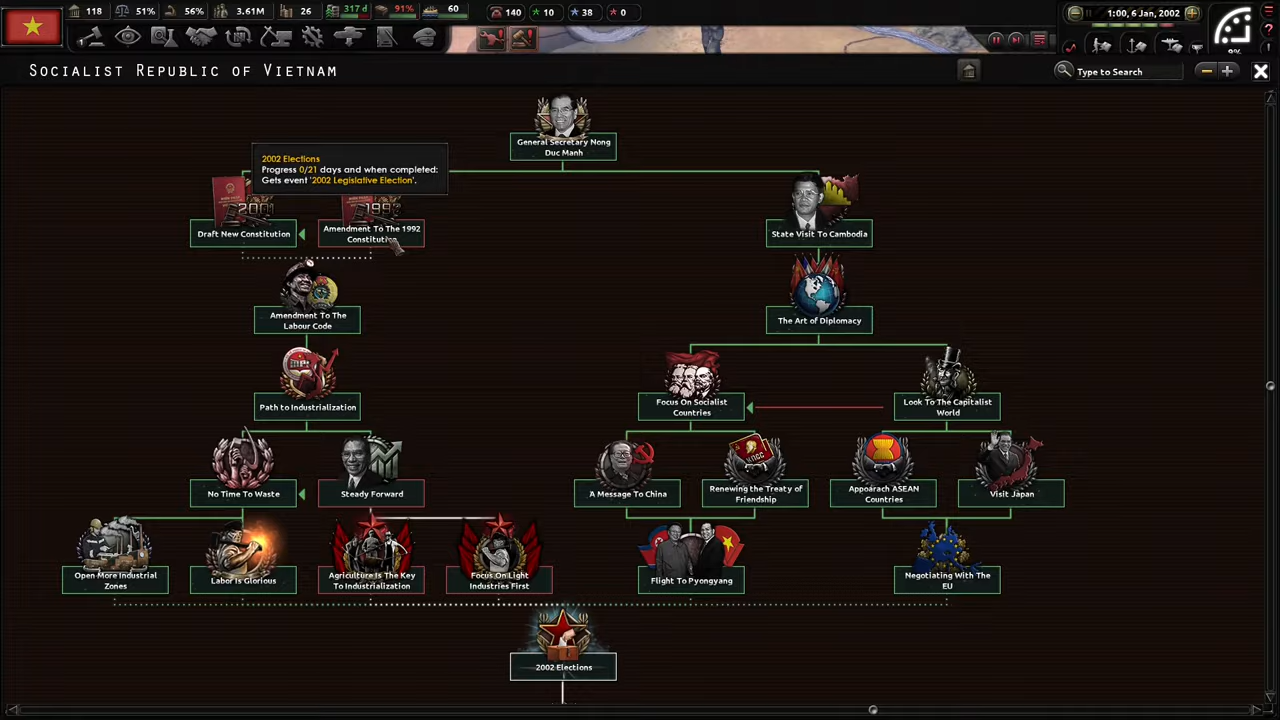 118 51% 56% 3.61M 26 317 d 91% 60 140 10 38 0
1:00, 6 Jan, 2002
9%
SOCIALIST REPUBLIC OF VIETNAM
Type to Search
General Secretary Nong
Duc Manh
2002 Elections
Progress 0/21 days and when completed:
Gets event '2002 Legislative Election'.
2001
1992
Draft New Constitution
Amendment To The 1992
Constitution
State Visit To Cambodia
Amendment To The
Labour Code
The Art of Diplomacy
Path to Industrialization
Focus On Socialist
Countries
Look To The Capitalist
World
No Time To Waste
Steady Forward
A Message To China
Renewing the Treaty of
Friendship
Appoarach ASEAN
Countries
Visit Japan
Open More Industrial
Zones
Labor Is Glorious
Agriculture Is The Key
To Industrialization
Focus On Light
Industries First
Flight To Pyongyang
Negotiating With The
EU
2002 Elections